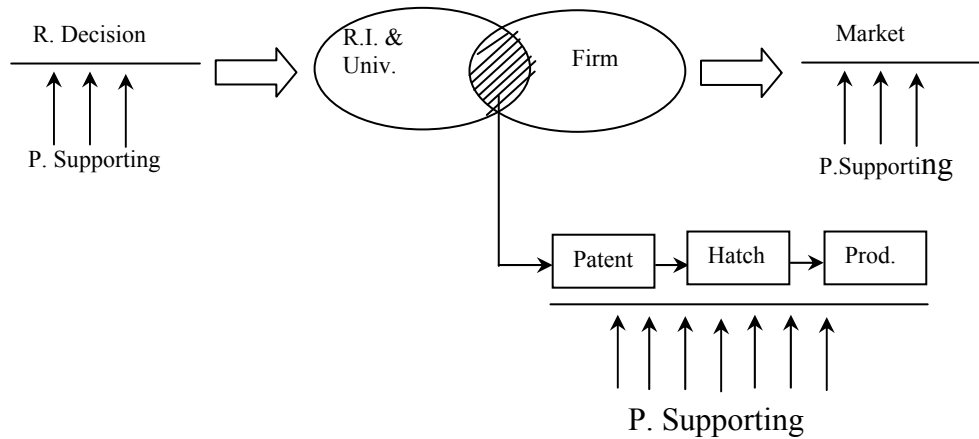 R. Decision
P. Supporting
R.I. &
Univ.
Firm
Market
P.Supporting
Patent
Hatch
Prod.
P. Supporting